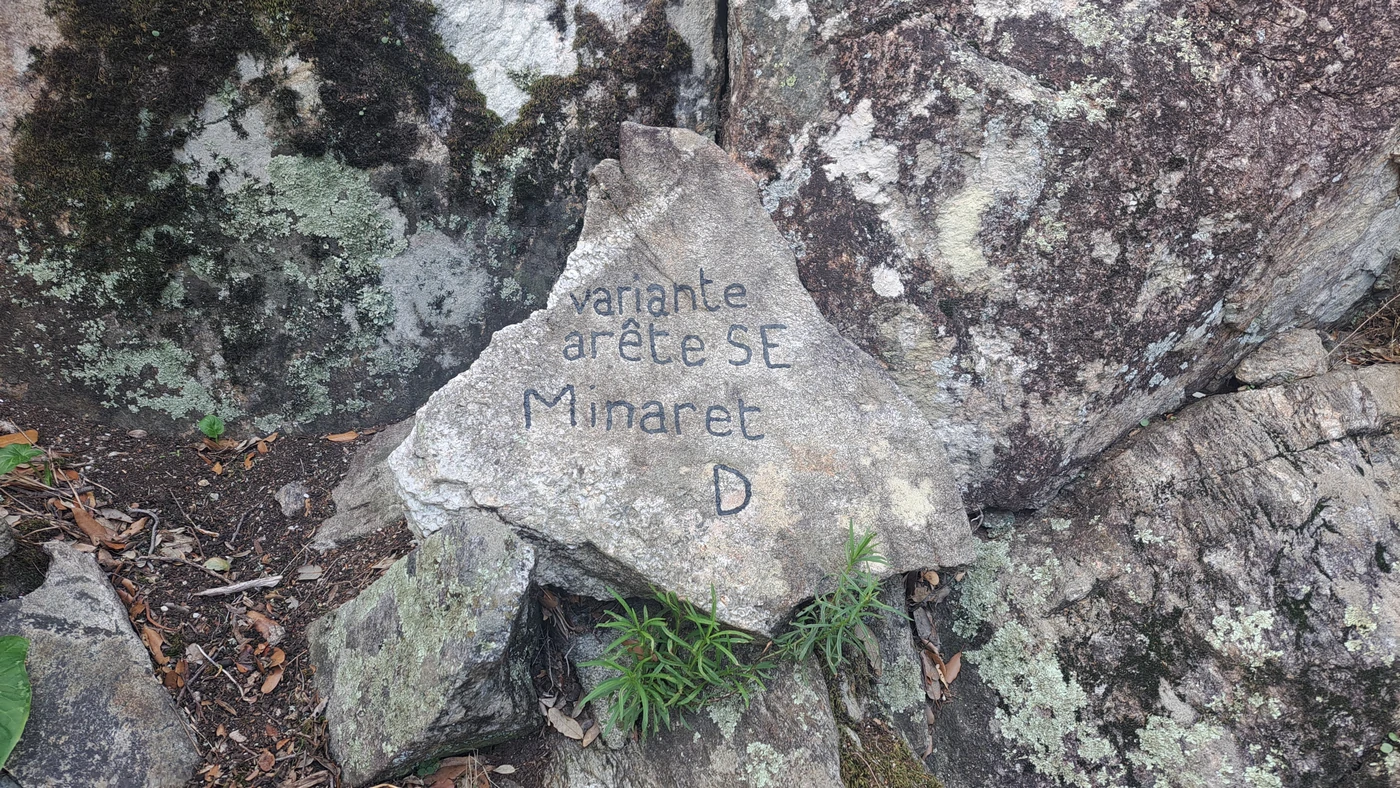 variante
arête SE
Minaret
D